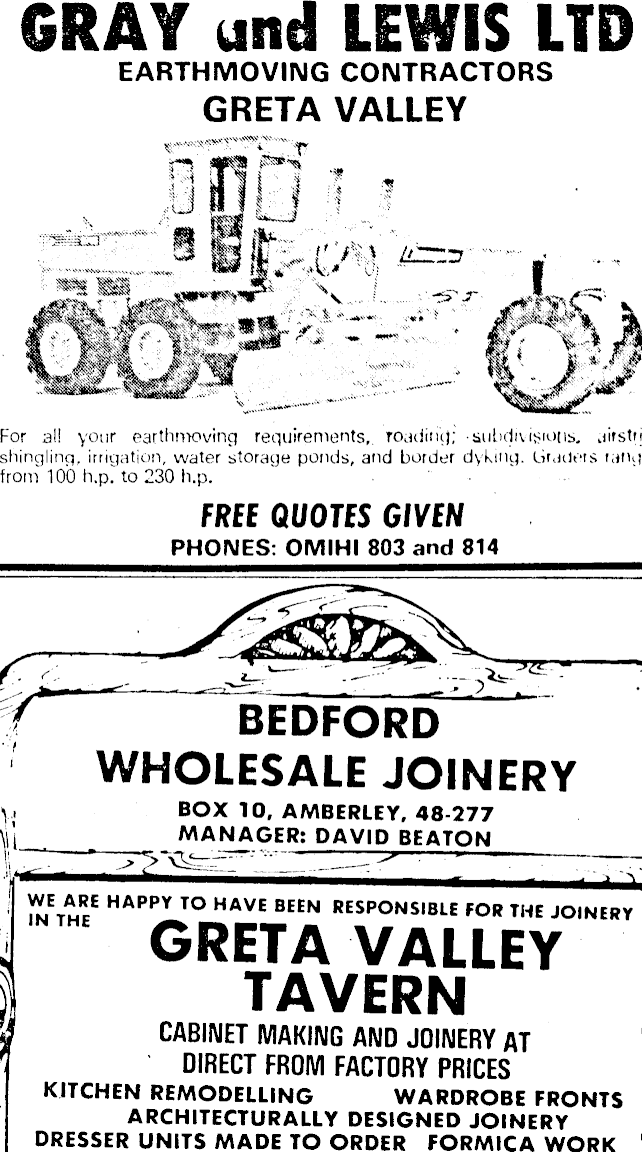 GRAY and LEWIS LTD
EARTHMOVING CONTRACTORS
GRETA VALLEY
For all your earthmoving requirements, roading, subdivisions, airstri
shingling, irrigation, water storage ponds, and border dyking. Graders rang
from 100 h.p. to 230 h.p.
FREE QUOTES GIVEN
PHONES: OMIHI 803 and 814
BEDFORD
WHOLESALE JOINERY
BOX 10, AMBERLEY, 48-277
MANAGER: DAVID BEATON
WE ARE HAPPY TO HAVE BEEN RESPONSIBLE FOR THE JOINERY
IN THE
GRETA VALLEY
TAVERN
CABINET MAKING AND JOINERY AT
DIRECT FROM FACTORY PRICES
KITCHEN REMODELLING WARDROBE FRONTS
ARCHITECTURALLY DESIGNED JOINERY
DRESSER UNITS MADE TO ORDER FORMICA WORK